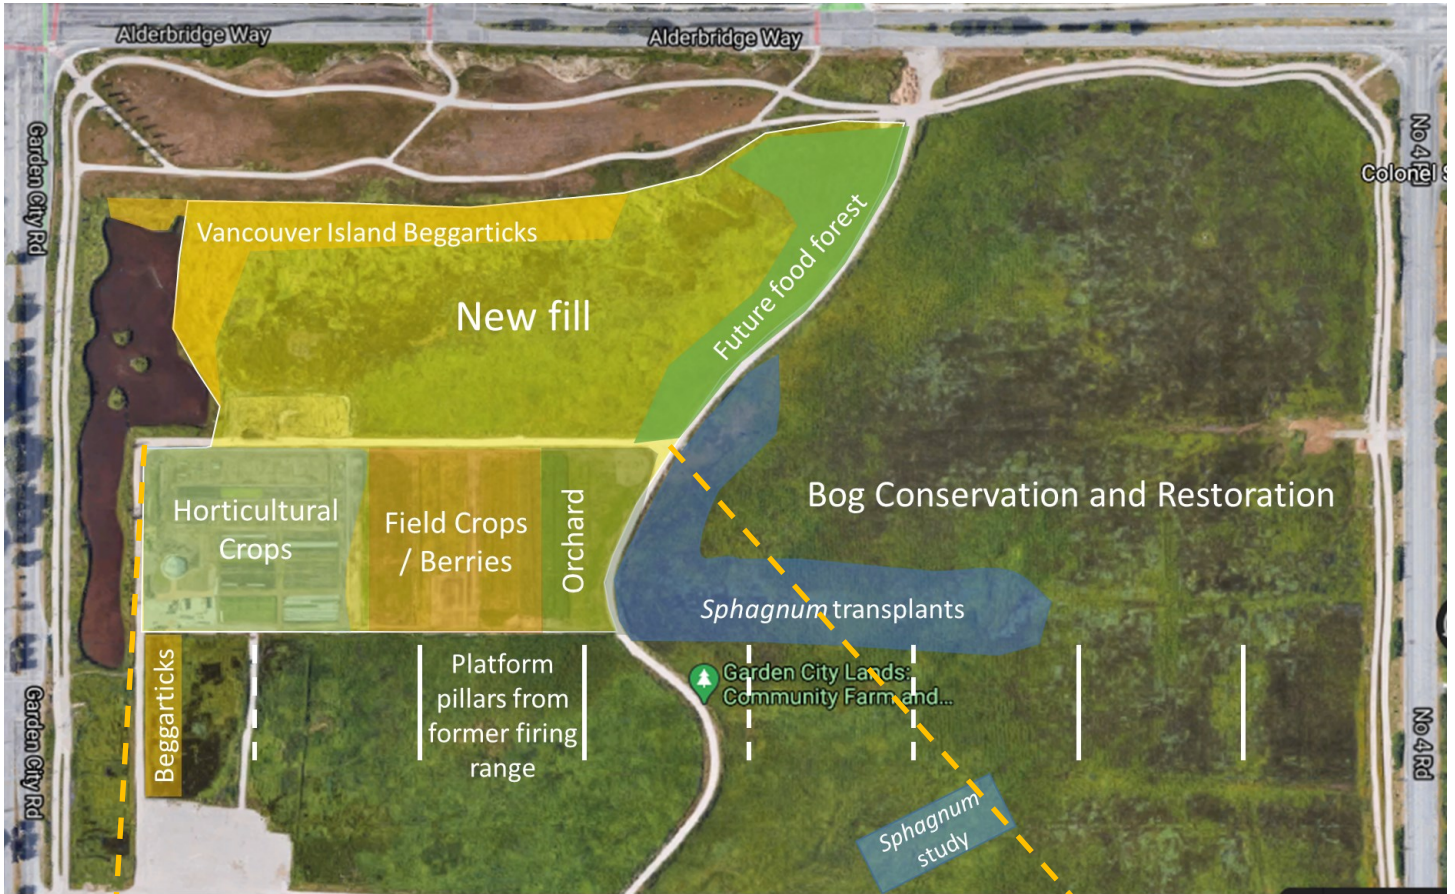 Alderbridge Way
Alderbridge Way
Garden City Rd
No 4 Rd
Colonel S
Vancouver Island Beggarticks
New fill
Future food forest
Horticultural
Crops
Field Crops
/ Berries
Orchard
Bog Conservation and Restoration
Sphagnum transplants
Beggarticks
Platform
pillars from
former firing
range
Garden City Lands:
Community Farm and...
Garden City Rd
No 4 Rd
Sphagnum
study